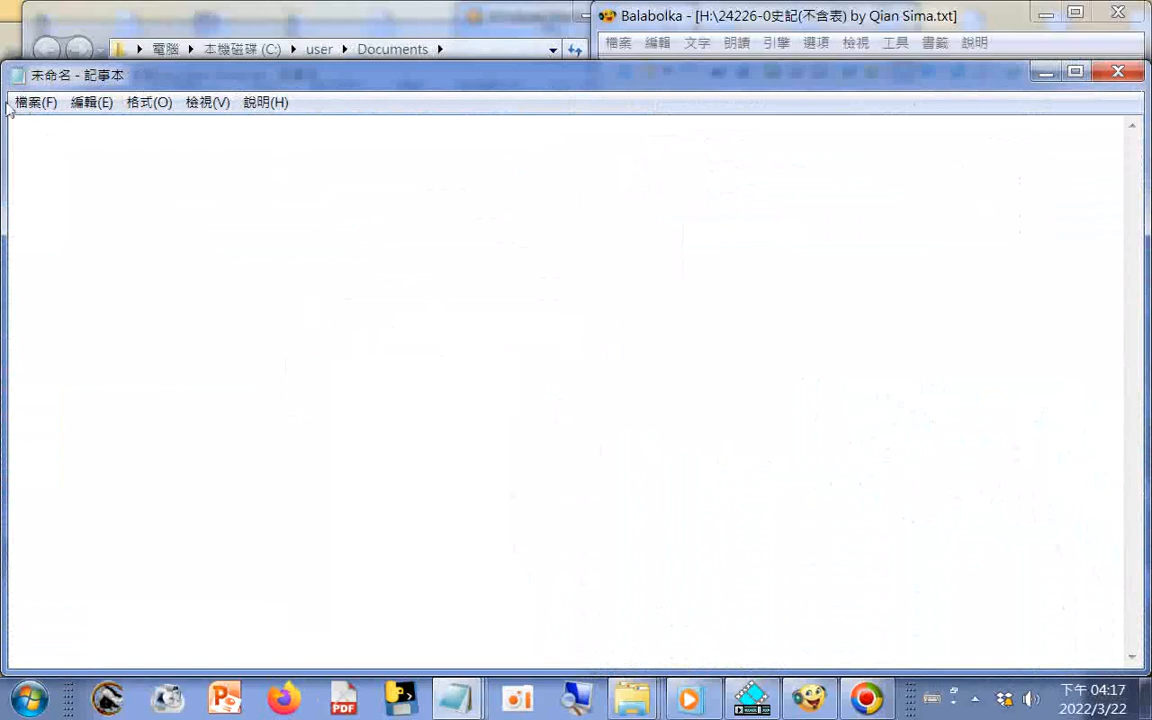 Balabolka - [H:\24226-0史記(不含表) by Qian Sima.txt]
檔案 編輯 文字 朗讀 引擎 選項 檢視 工具 書籤 說明
電腦 本機磁碟 (C:) user Documents
未命名 - 記事本
檔案(F) 編輯(E) 格式(O) 檢視(V) 說明(H)
PDF
下午 04:17
2022/3/22